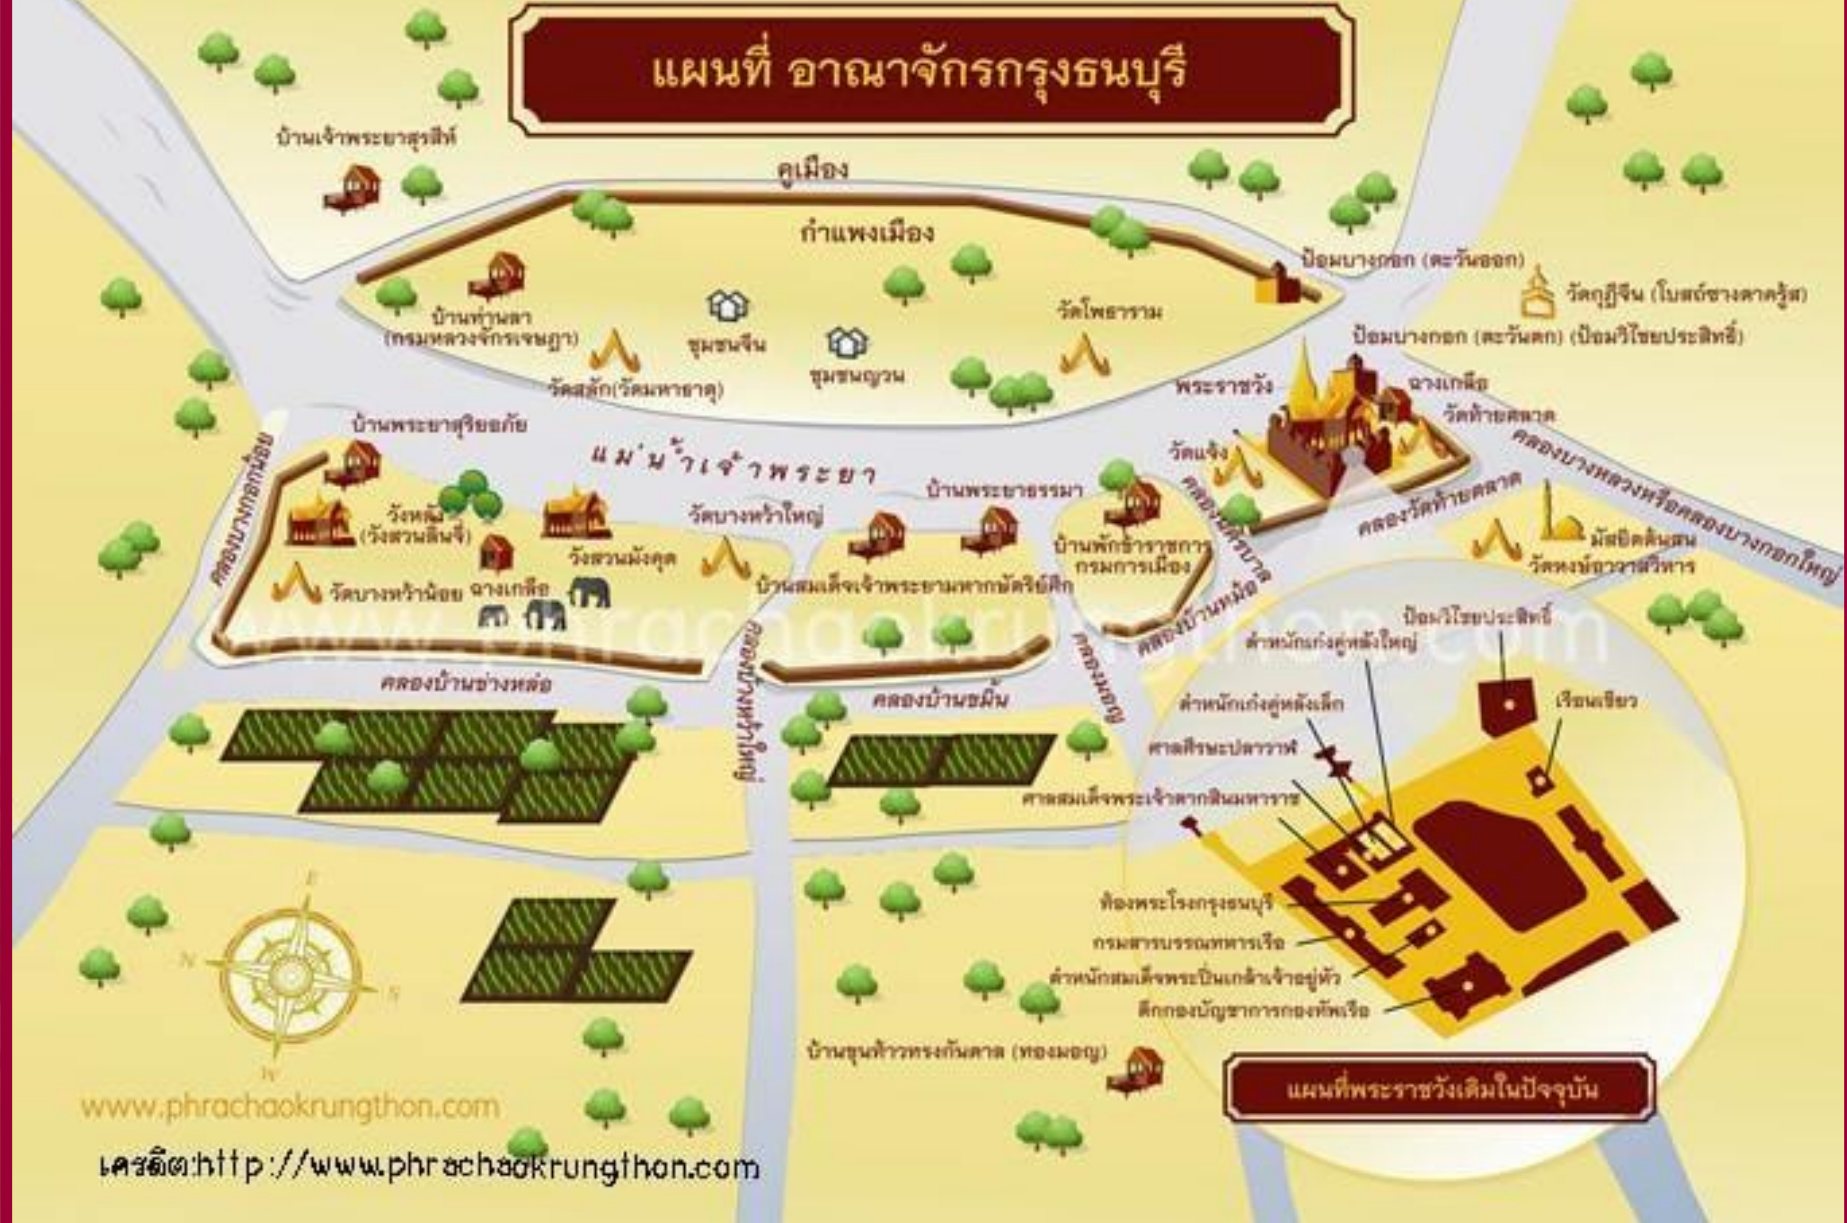 แผนที่ อาณาจักรกรุงธนบุรี
บ้านเจ้าพระยาสุรสีห์
คูเมือง
กำแพงเมือง
ป้อมบางกอก (ตะวันออก)
วัดกุฎีจีน (โบสถ์ซางตาครู้ส)
บ้านท่านลา
(กรมหลวงจักรเจษฎา)
วัดสลัก(วัดมหาธาตุ)
ชุมชนจีน
ชุมชนญวน
วัดโพธาราม
ป้อมบางกอก (ตะวันตก) (ป้อมวิไชยประสิทธิ์)
พระราชวัง
ฉางเกลือ
วัดท้ายตลาด
บ้านพระยาสุริยอภัย
แม่น้ำเจ้าพระยา
วัดแจ้ง
คลองบางหลวงหรือคลองบางกอกใหญ่
คลองบางกอกน้อย
วังหลัง
(วังสวนลิ้นจี่)
วังสวนมังคุด
วัดบางหว้าใหญ่
บ้านพระยาธรรมา
คลองนครบาล
คลองวัดท้ายตลาด
บ้านพักข้าราชการ
กรมการเมือง
มัสยิดต้นสน
วัดหงษ์อาวาสวิหาร
วัดบางหว้าน้อย
ฉางเกลือ
บ้านสมเด็จเจ้าพระยามหากษัตริย์ศึก
คลองบ้านหม้อ
www.phrachaokrungthon.com
คลองบ้านช่างหล่อ
คลองบางหว้าใหญ่
คลองบ้านขมิ้น
คลองมอญ
ป้อมวิไชยประสิทธิ์
ตำหนักเก๋งคู่หลังใหญ่
ตำหนักเก๋งคู่หลังเล็ก
เรือนเขียว
ศาลศีรษะปลาวาฬ
ศาลสมเด็จพระเจ้าตากสินมหาราช
ท้องพระโรงกรุงธนบุรี
กรมสารบรรณทหารเรือ
ตำหนักสมเด็จพระปิ่นเกล้าเจ้าอยู่หัว
ตึกกองบัญชาการกองทัพเรือ
E
N
S
W
บ้านขุนท้าวทรงกันดาล (ทองมอญ)
แผนที่พระราชวังเดิมในปัจจุบัน
www.phrachaokrungthon.com
เครดิต:http://www.phrachaokrungthon.com